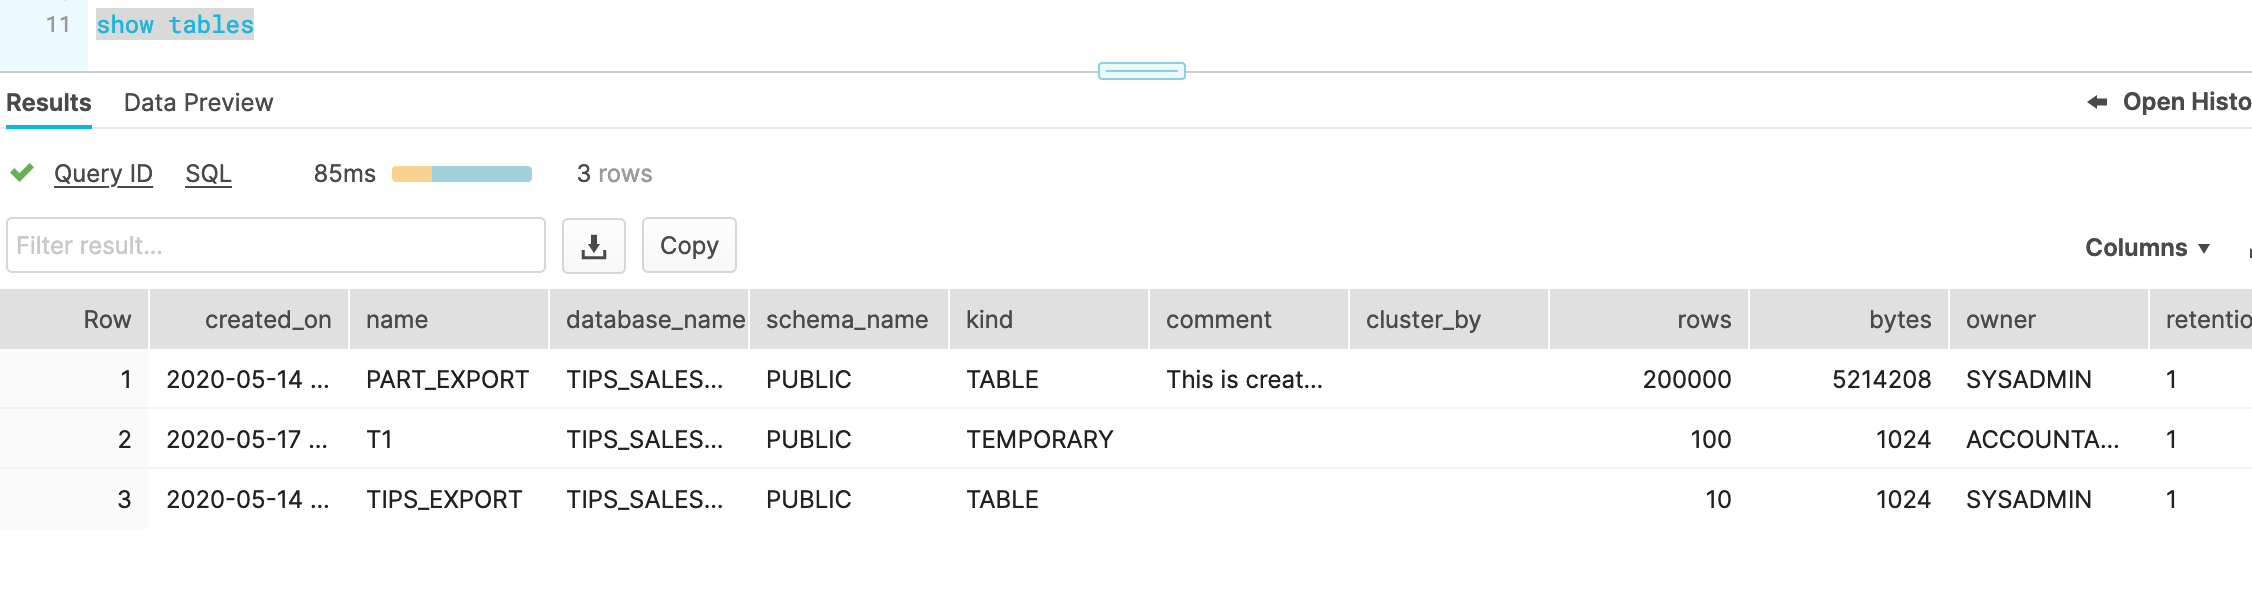 11 show tables
Results Data Preview Open Histo
Query ID SQL 85ms 3 rows
Filter result... Copy Columns
Row created_on name database_name schema_name kind comment cluster_by rows bytes owner retentio
1 2020-05-14 ... PART_EXPORT TIPS_SALES... PUBLIC TABLE This is creat... 200000 5214208 SYSADMIN 1
2 2020-05-17 ... T1 TIPS_SALES... PUBLIC TEMPORARY 100 1024 ACCOUNTA... 1
3 2020-05-14 ... TIPS_EXPORT TIPS_SALES... PUBLIC TABLE 10 1024 SYSADMIN 1